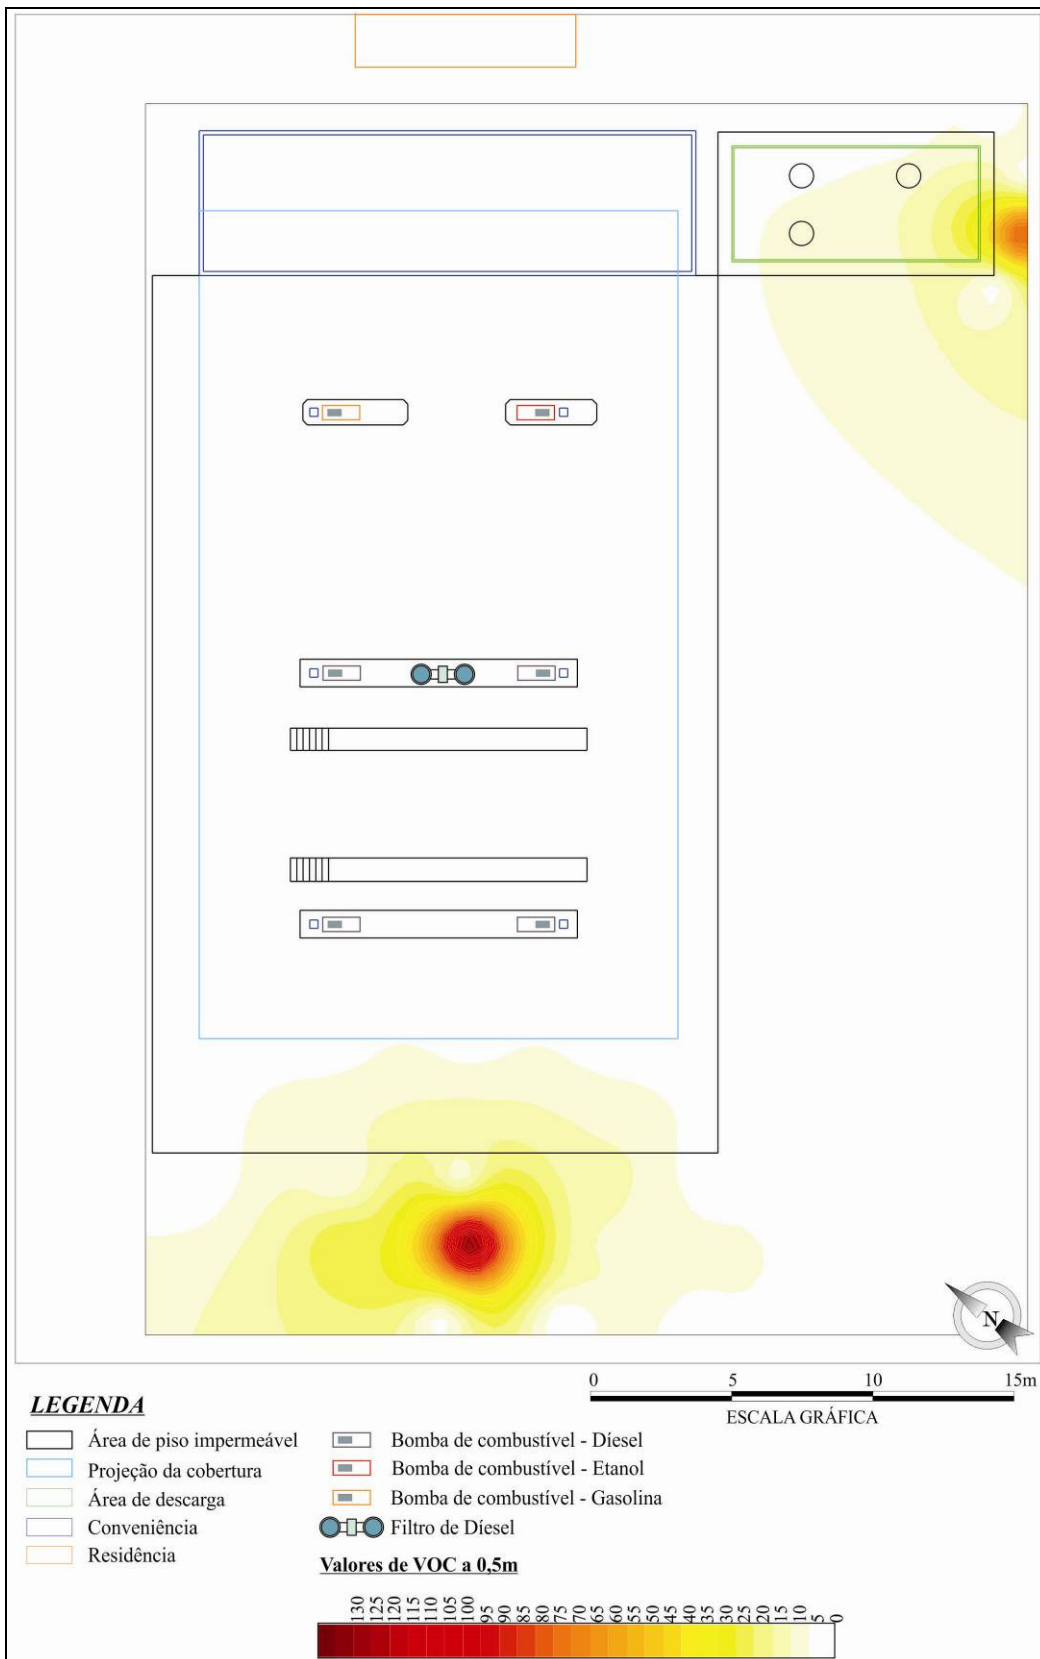 N
0 5 10 15m
ESCALA GRÁFICA
LEGENDA
Área de piso impermeável
Projeção da cobertura
Área de descarga
Conveniência
Residência
Bomba de combustível - Díesel
Bomba de combustível - Etanol
Bomba de combustível - Gasolina
Filtro de Díesel
Valores de VOC a 0,5m
130 125 120 115 110 105 100 95 90 85 80 75 70 65 60 55 50 45 40 35 30 25 20 15 10 5 0